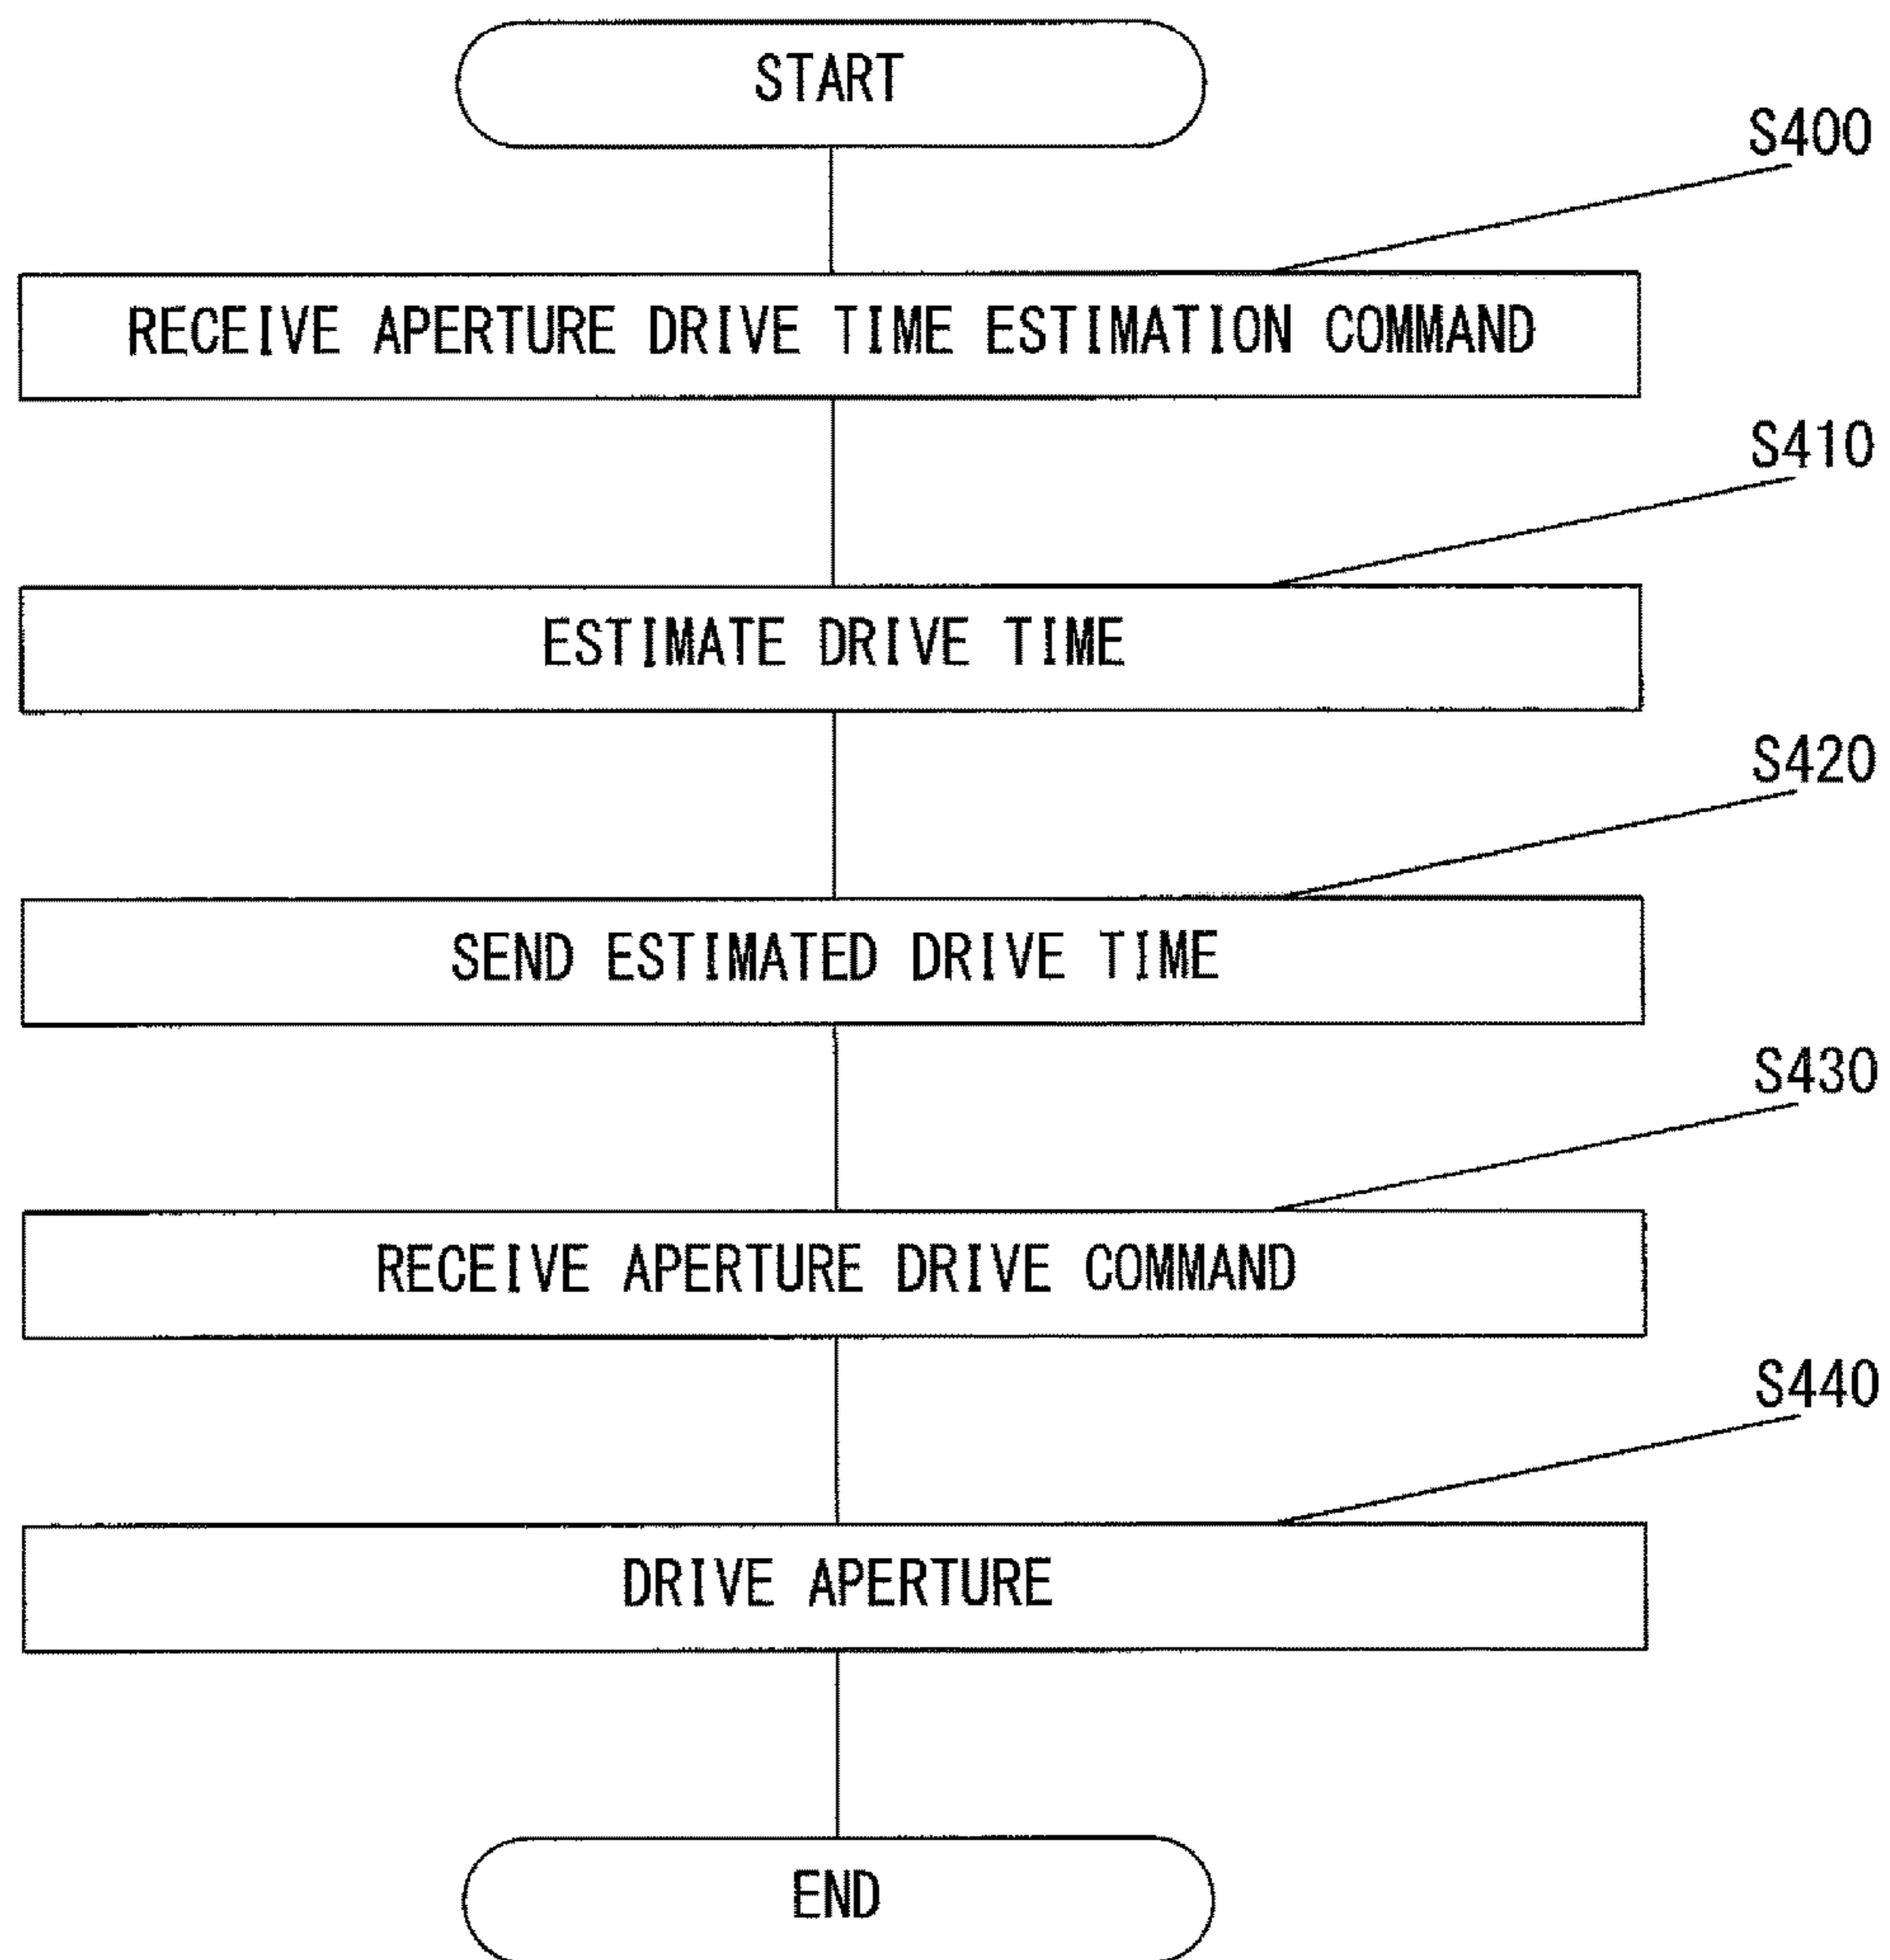 START
S400
RECEIVE APERTURE DRIVE TIME ESTIMATION COMMAND
S410
ESTIMATE DRIVE TIME
S420
SEND ESTIMATED DRIVE TIME
S430
RECEIVE APERTURE DRIVE COMMAND
S440
DRIVE APERTURE
END